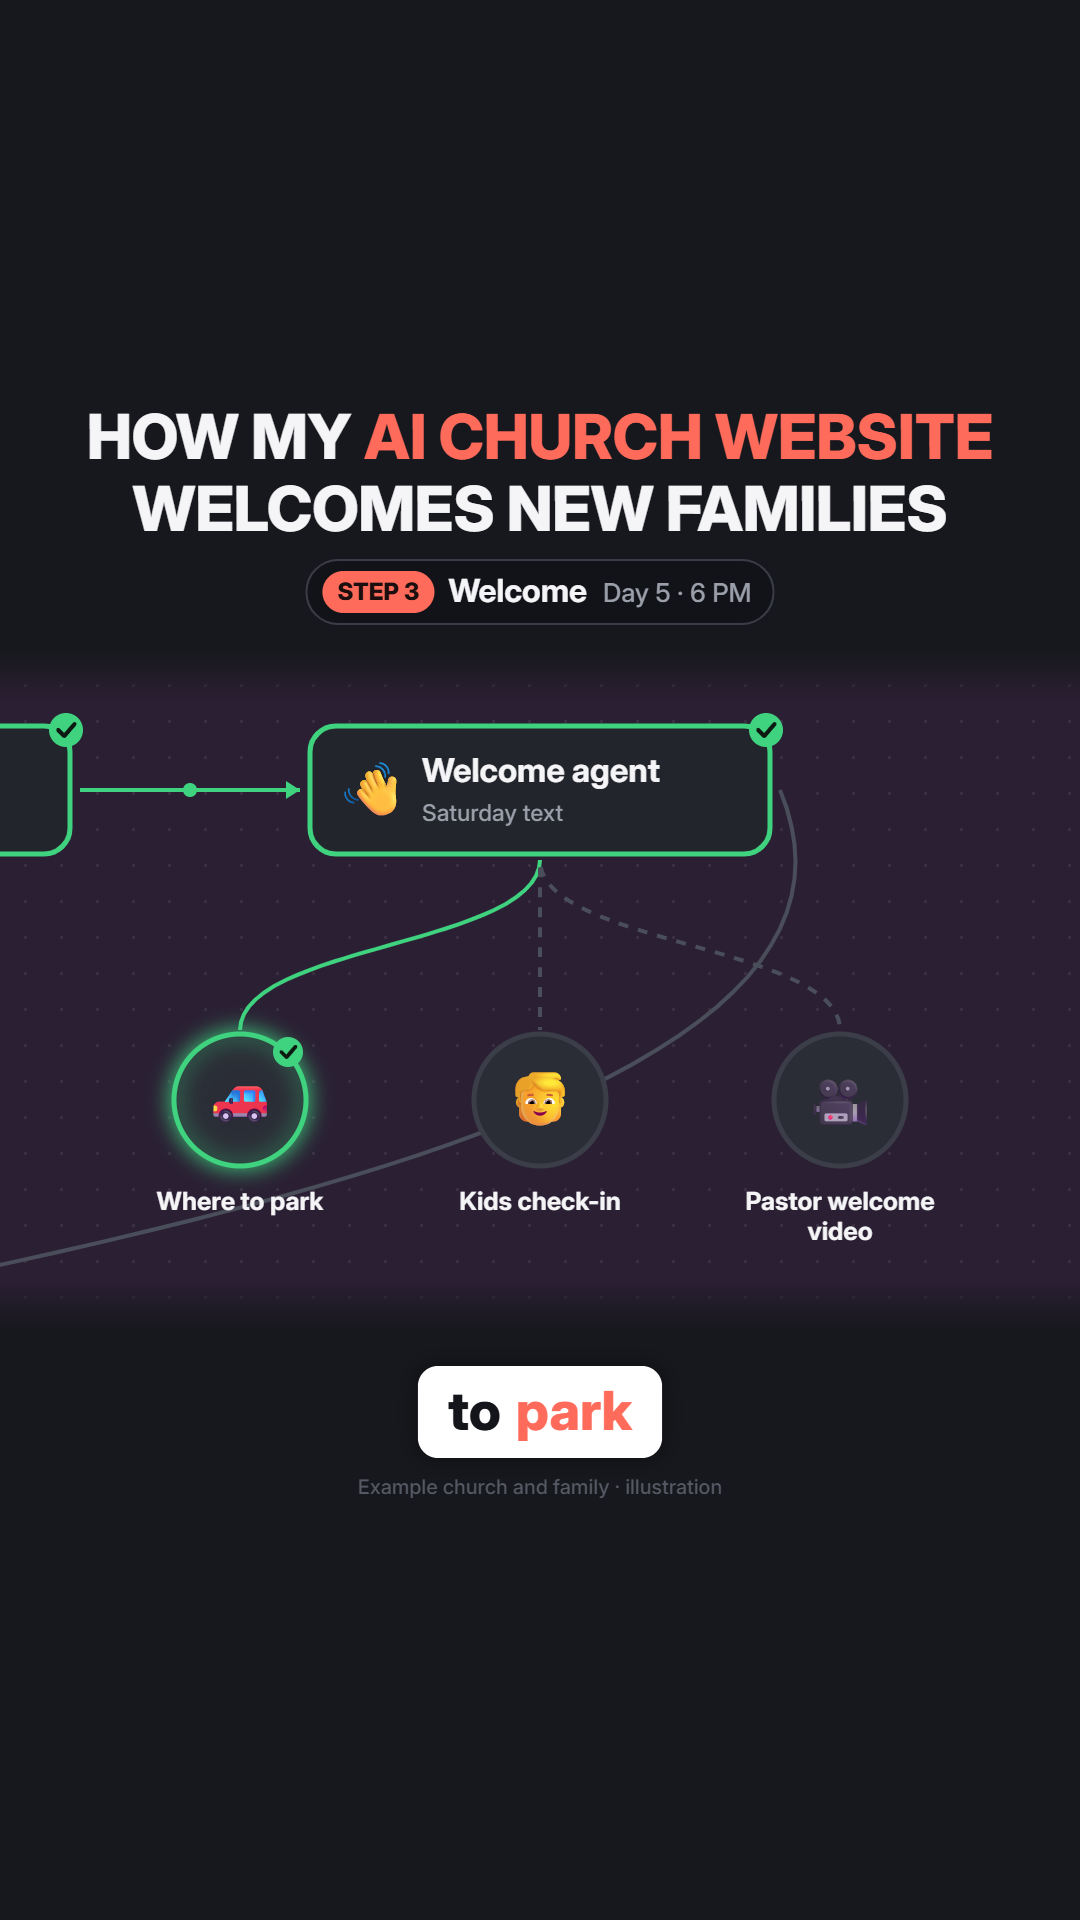 HOW MY AI CHURCH WEBSITE
WELCOMES NEW FAMILIES
STEP 3 Welcome Day 5 · 6 PM
Welcome agent
Saturday text
Where to park
Kids check-in
Pastor welcome
video
to park
Example church and family · illustration